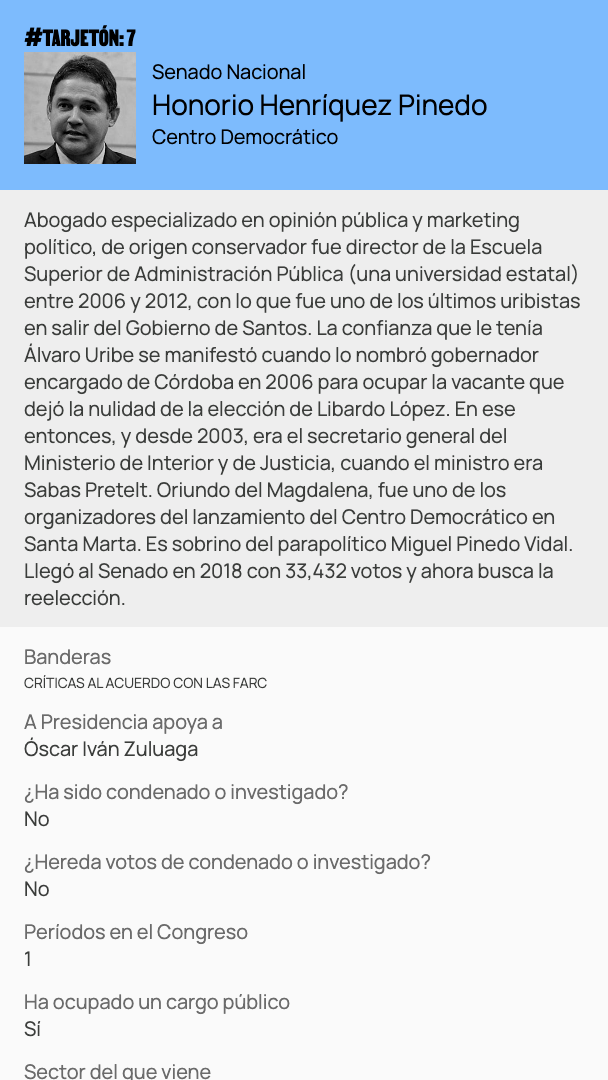 #TARJETÓN: 7
Senado Nacional
Honorio Henríquez Pinedo
Centro Democrático
Abogado especializado en opinión pública y marketing
político, de origen conservador fue director de la Escuela
Superior de Administración Pública (una universidad estatal)
entre 2006 y 2012, con lo que fue uno de los últimos uribistas
en salir del Gobierno de Santos. La confianza que le tenía
Álvaro Uribe se manifestó cuando lo nombró gobernador
encargado de Córdoba en 2006 para ocupar la vacante que
dejó la nulidad de la elección de Libardo López. En ese
entonces, y desde 2003, era el secretario general del
Ministerio de Interior y de Justicia, cuando el ministro era
Sabas Pretelt. Oriundo del Magdalena, fue uno de los
organizadores del lanzamiento del Centro Democrático en
Santa Marta. Es sobrino del parapolítico Miguel Pinedo Vidal.
Llegó al Senado en 2018 con 33,432 votos y ahora busca la
reelección.
Banderas
CRÍTICAS AL ACUERDO CON LAS FARC
A Presidencia apoya a
Óscar Iván Zuluaga
¿Ha sido condenado o investigado?
No
¿Hereda votos de condenado o investigado?
No
Períodos en el Congreso
1
Ha ocupado un cargo público
Sí
Sector del que viene